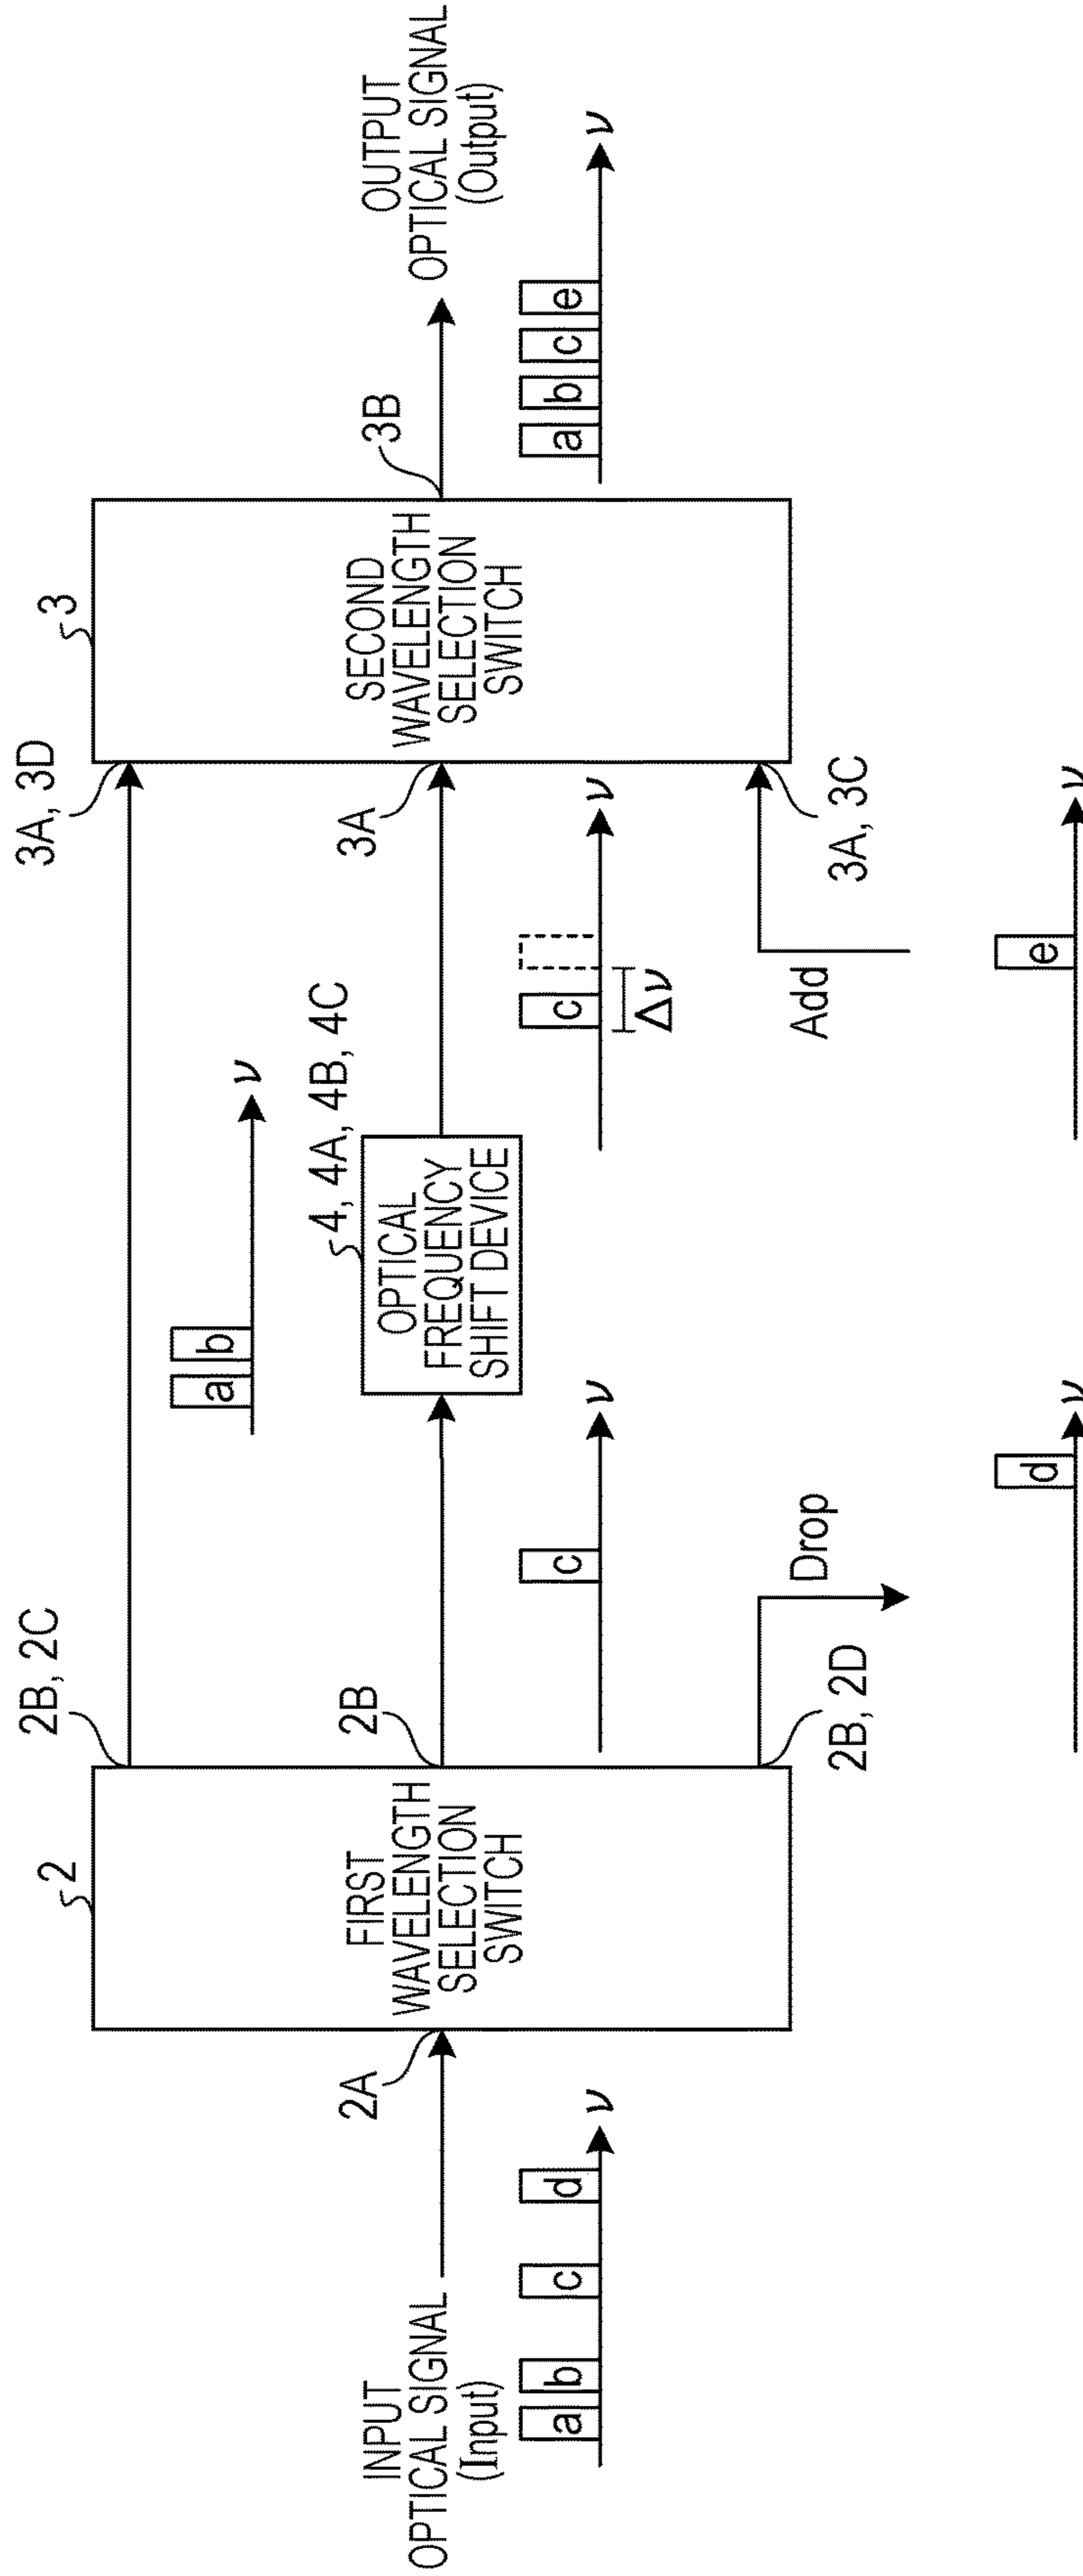 INPUT
OPTICAL SIGNAL
(Input)
a b c d
ν
2A
2
FIRST
WAVELENGTH
SELECTION
SWITCH
2B, 2C
2B
2B, 2D
a b
ν
c
ν
Drop
d
ν
4, 4A, 4B, 4C
OPTICAL
FREQUENCY
SHIFT DEVICE
c
Δν
ν
Add
e
ν
3A, 3D
3A
3A, 3C
3
SECOND
WAVELENGTH
SELECTION
SWITCH
3B
OUTPUT
OPTICAL SIGNAL
(Output)
a b c e
ν